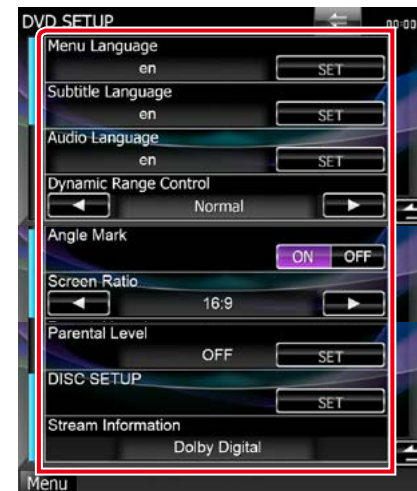 DVD SETUP
00:00
Menu Language
en SET
Subtitle Language
en SET
Audio Language
en SET
Dynamic Range Control
Normal
Angle Mark
ON OFF
Screen Ratio
16:9
Parental Level
OFF SET
DISC SETUP
SET
Stream Information
Dolby Digital
Menu